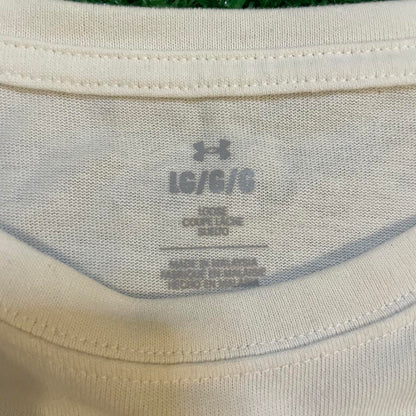 LG/G/G
LOOSE
COUPE LÂCHE
SUELTO
MADE IN MALAYSIA
FABRIQUÉ EN MALAISIE
HECHO EN MALASIA